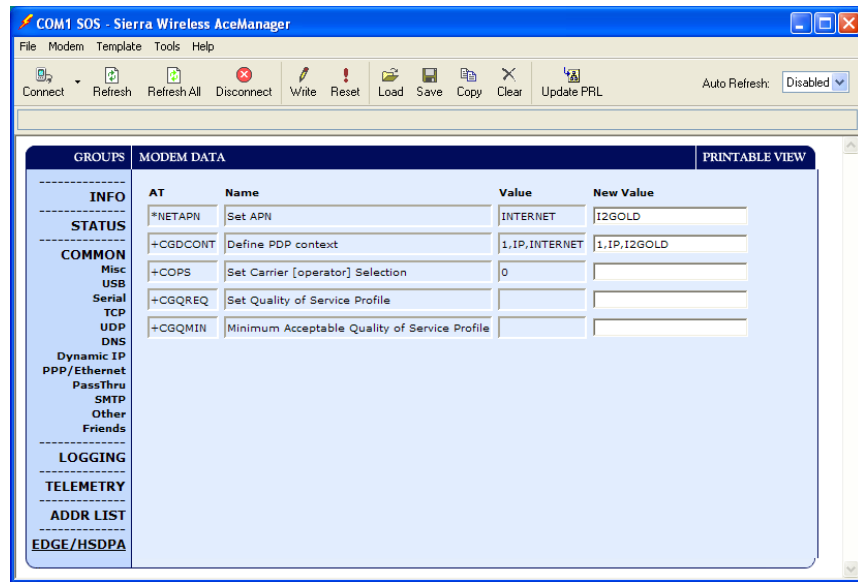 COM1 SOS - Sierra Wireless AceManager
File Modem Template Tools Help
Connect Refresh Refresh All Disconnect Write Reset Load Save Copy Clear Update PRL Auto Refresh: Disabled
GROUPS MODEM DATA PRINTABLE VIEW
--------------
INFO
--------------
STATUS
--------------
COMMON
Misc
USB
Serial
TCP
UDP
DNS
Dynamic IP
PPP/Ethernet
PassThru
SMTP
Other
Friends
--------------
LOGGING
--------------
TELEMETRY
--------------
ADDR LIST
--------------
EDGE/HSDPA
AT Name Value New Value
*NETAPN Set APN INTERNET I2GOLD
+CGDCONT Define PDP context 1,IP,INTERNET 1,IP,I2GOLD
+COPS Set Carrier [operator] Selection 0
+CGQREQ Set Quality of Service Profile
+CGQMIN Minimum Acceptable Quality of Service Profile